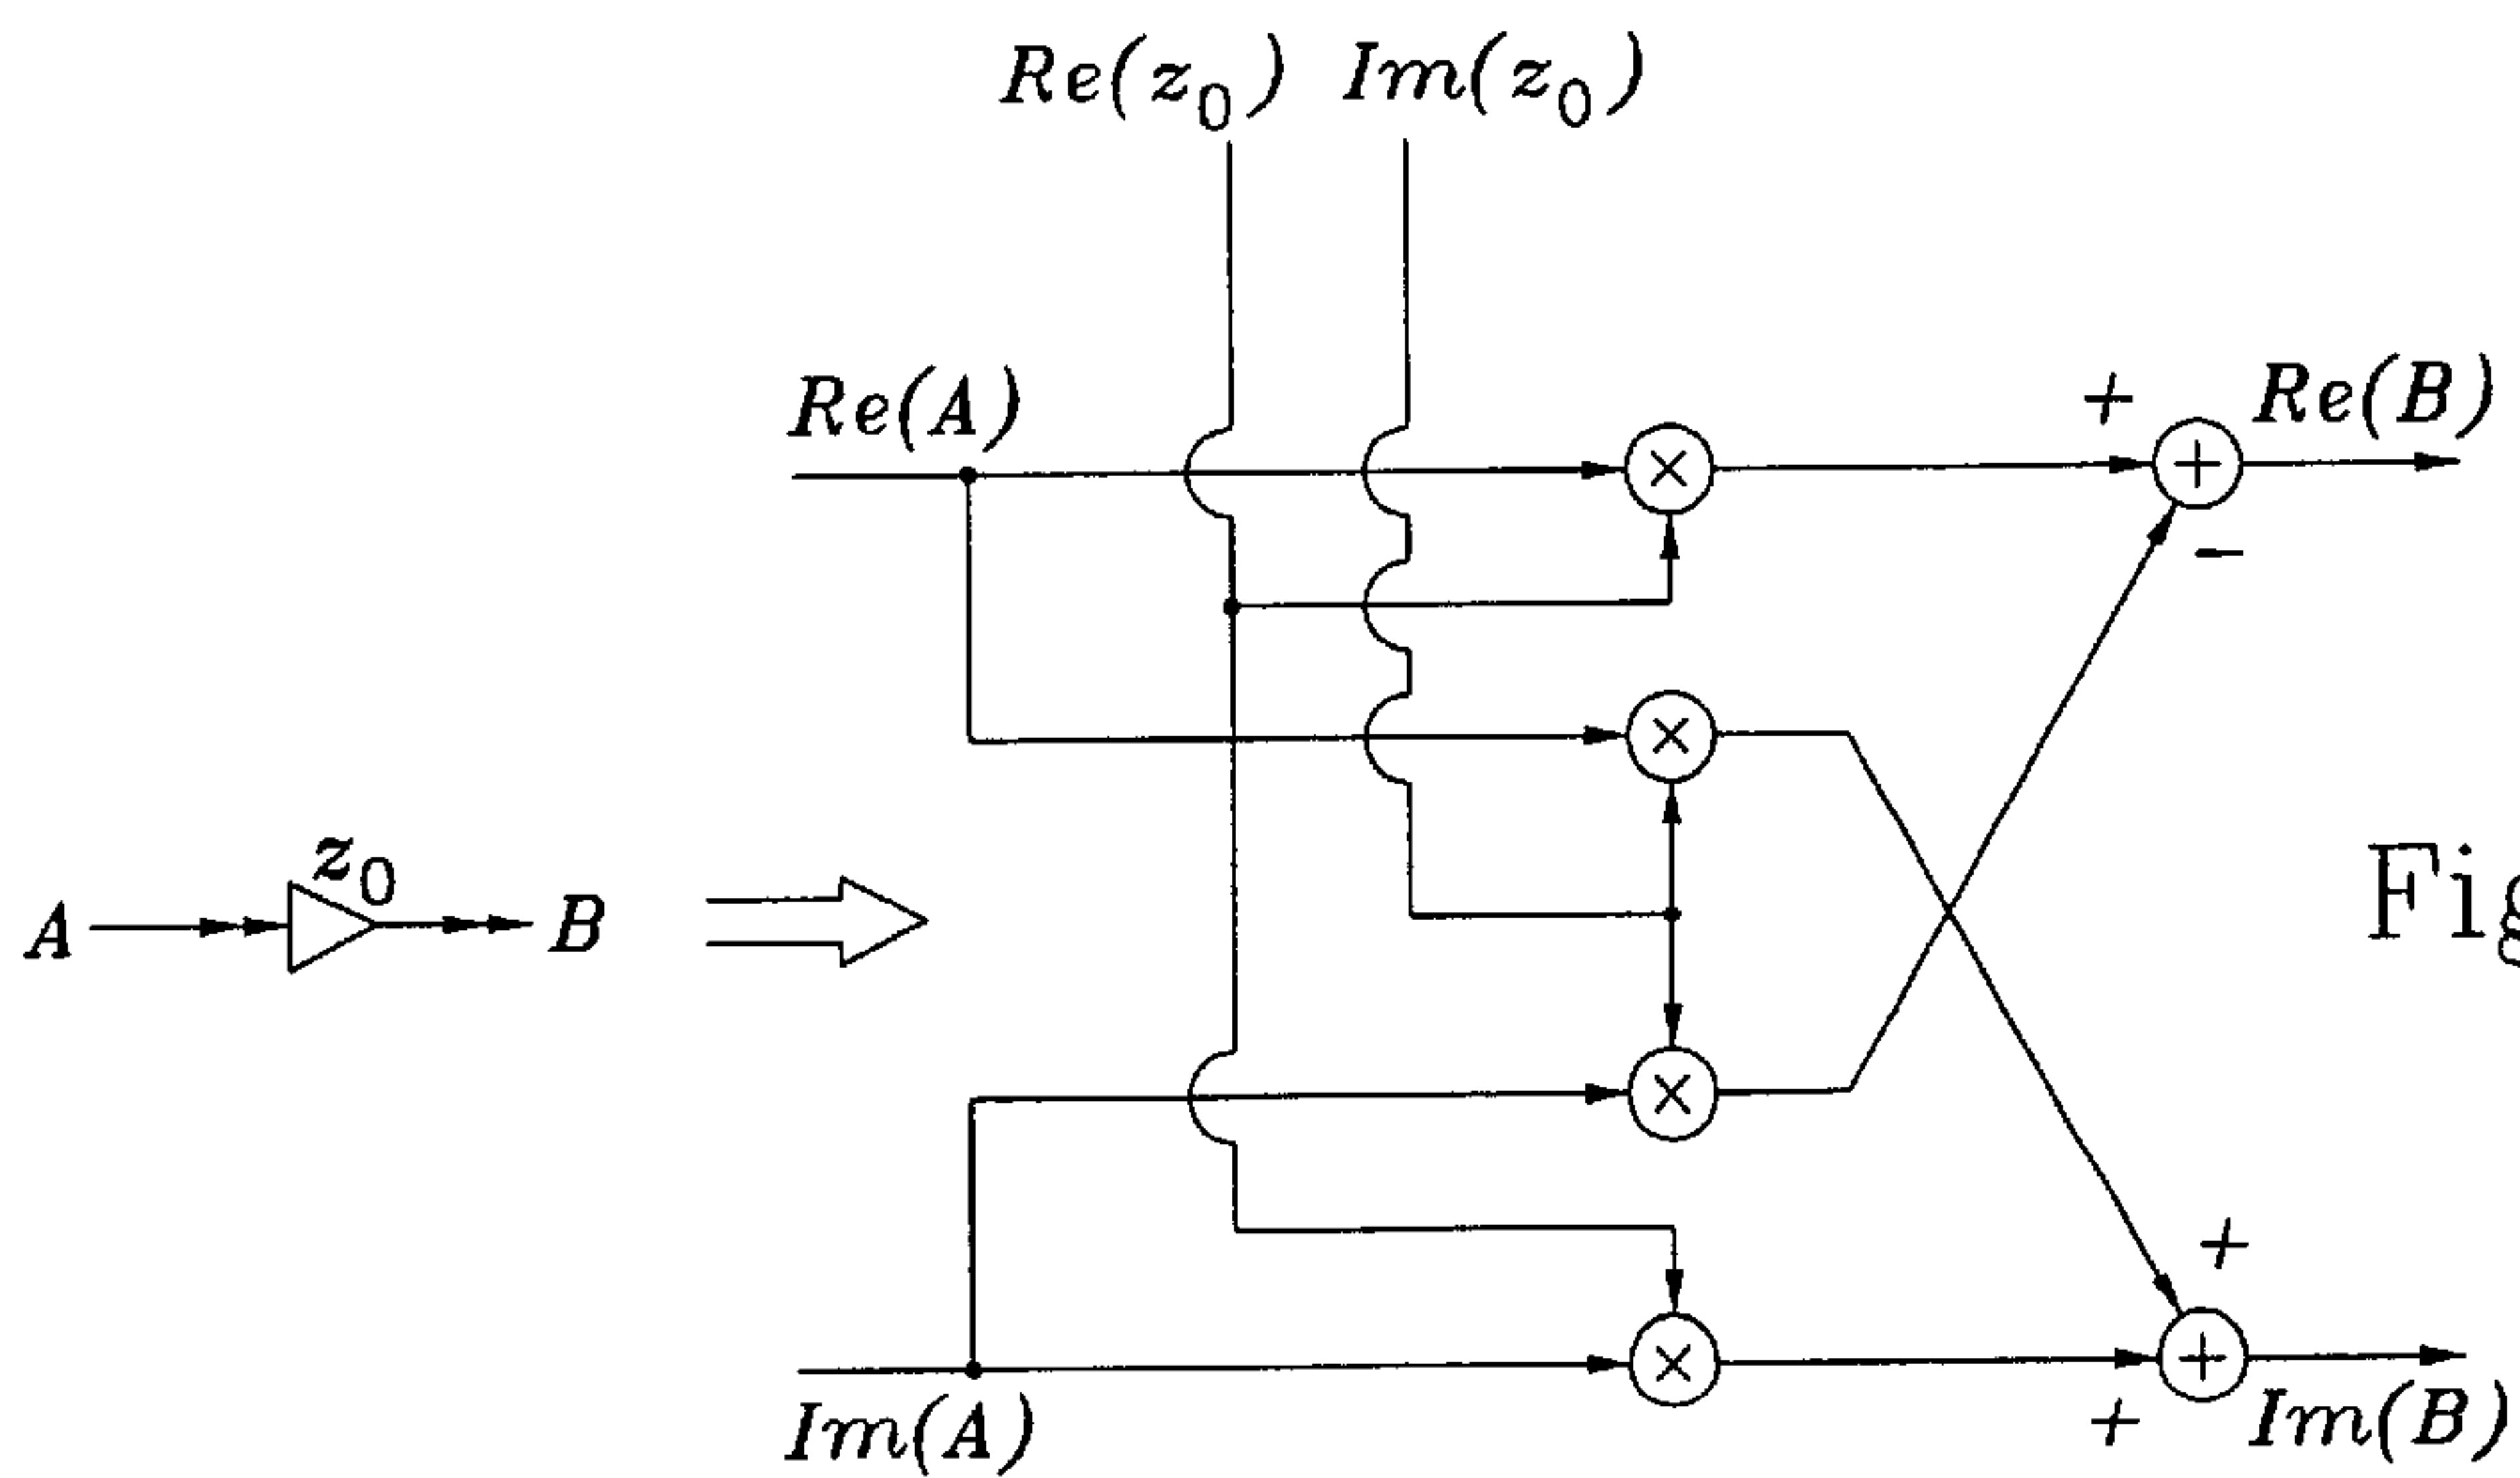 Re(z0) Im(z0)
Re(A)
+
Re(B)
−
z0
A
B
Fig
+
Im(A)
+
Im(B)